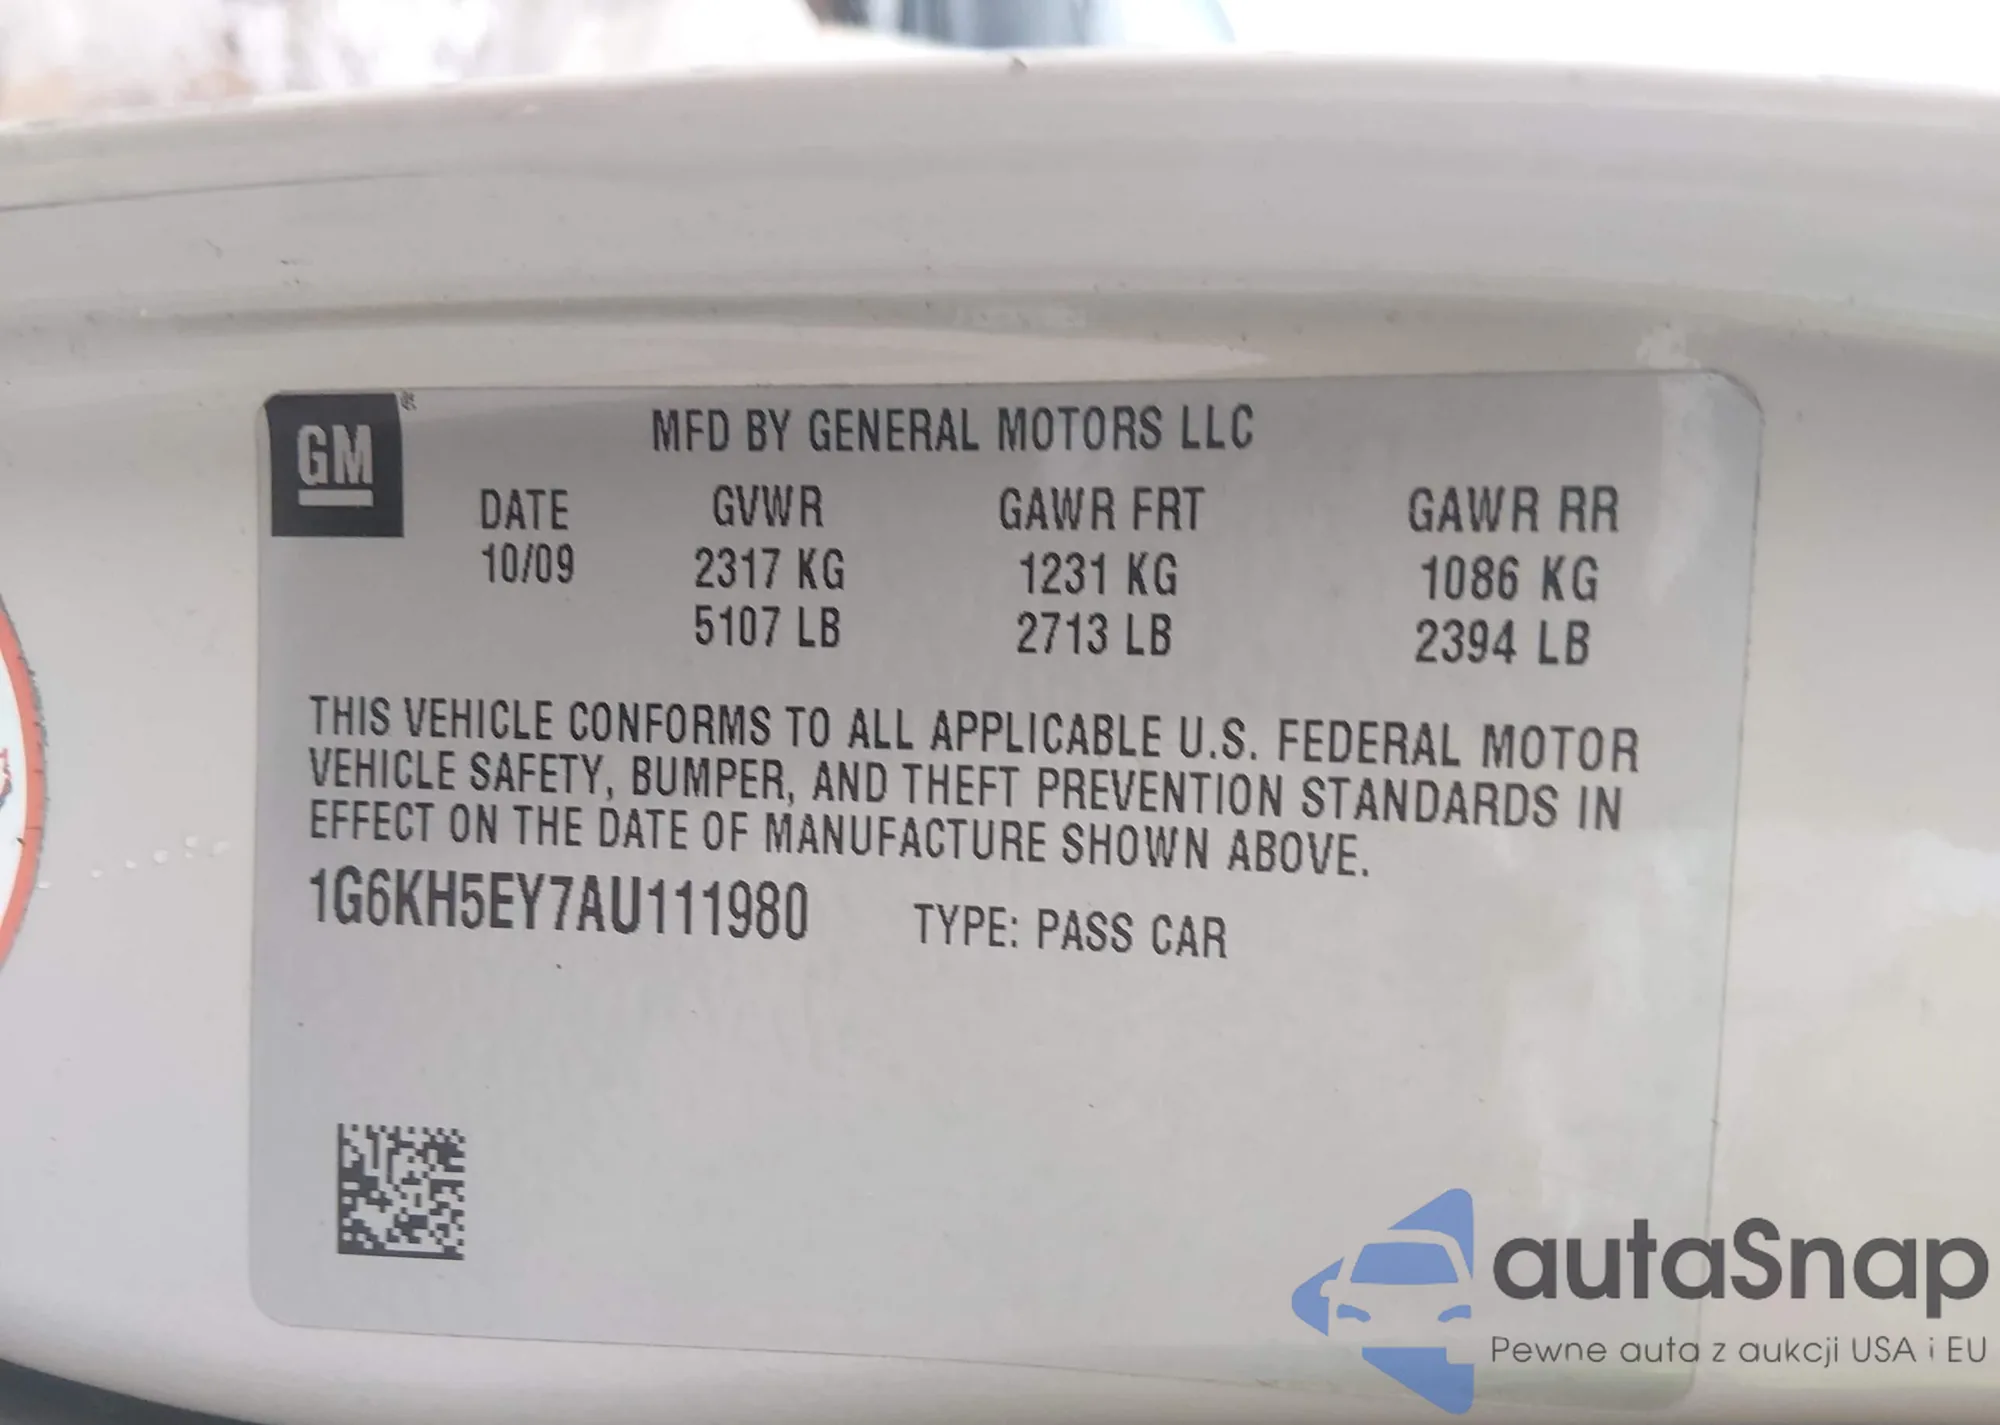 GM
MFD BY GENERAL MOTORS LLC
DATE GVWR GAWR FRT GAWR RR
10/09 2317 KG 1231 KG 1086 KG
5107 LB 2713 LB 2394 LB
THIS VEHICLE CONFORMS TO ALL APPLICABLE U.S. FEDERAL MOTOR
VEHICLE SAFETY, BUMPER, AND THEFT PREVENTION STANDARDS IN
EFFECT ON THE DATE OF MANUFACTURE SHOWN ABOVE.
1G6KH5EY7AU111980 TYPE: PASS CAR
autaSnap
Pewne auta z aukcji USA i EU